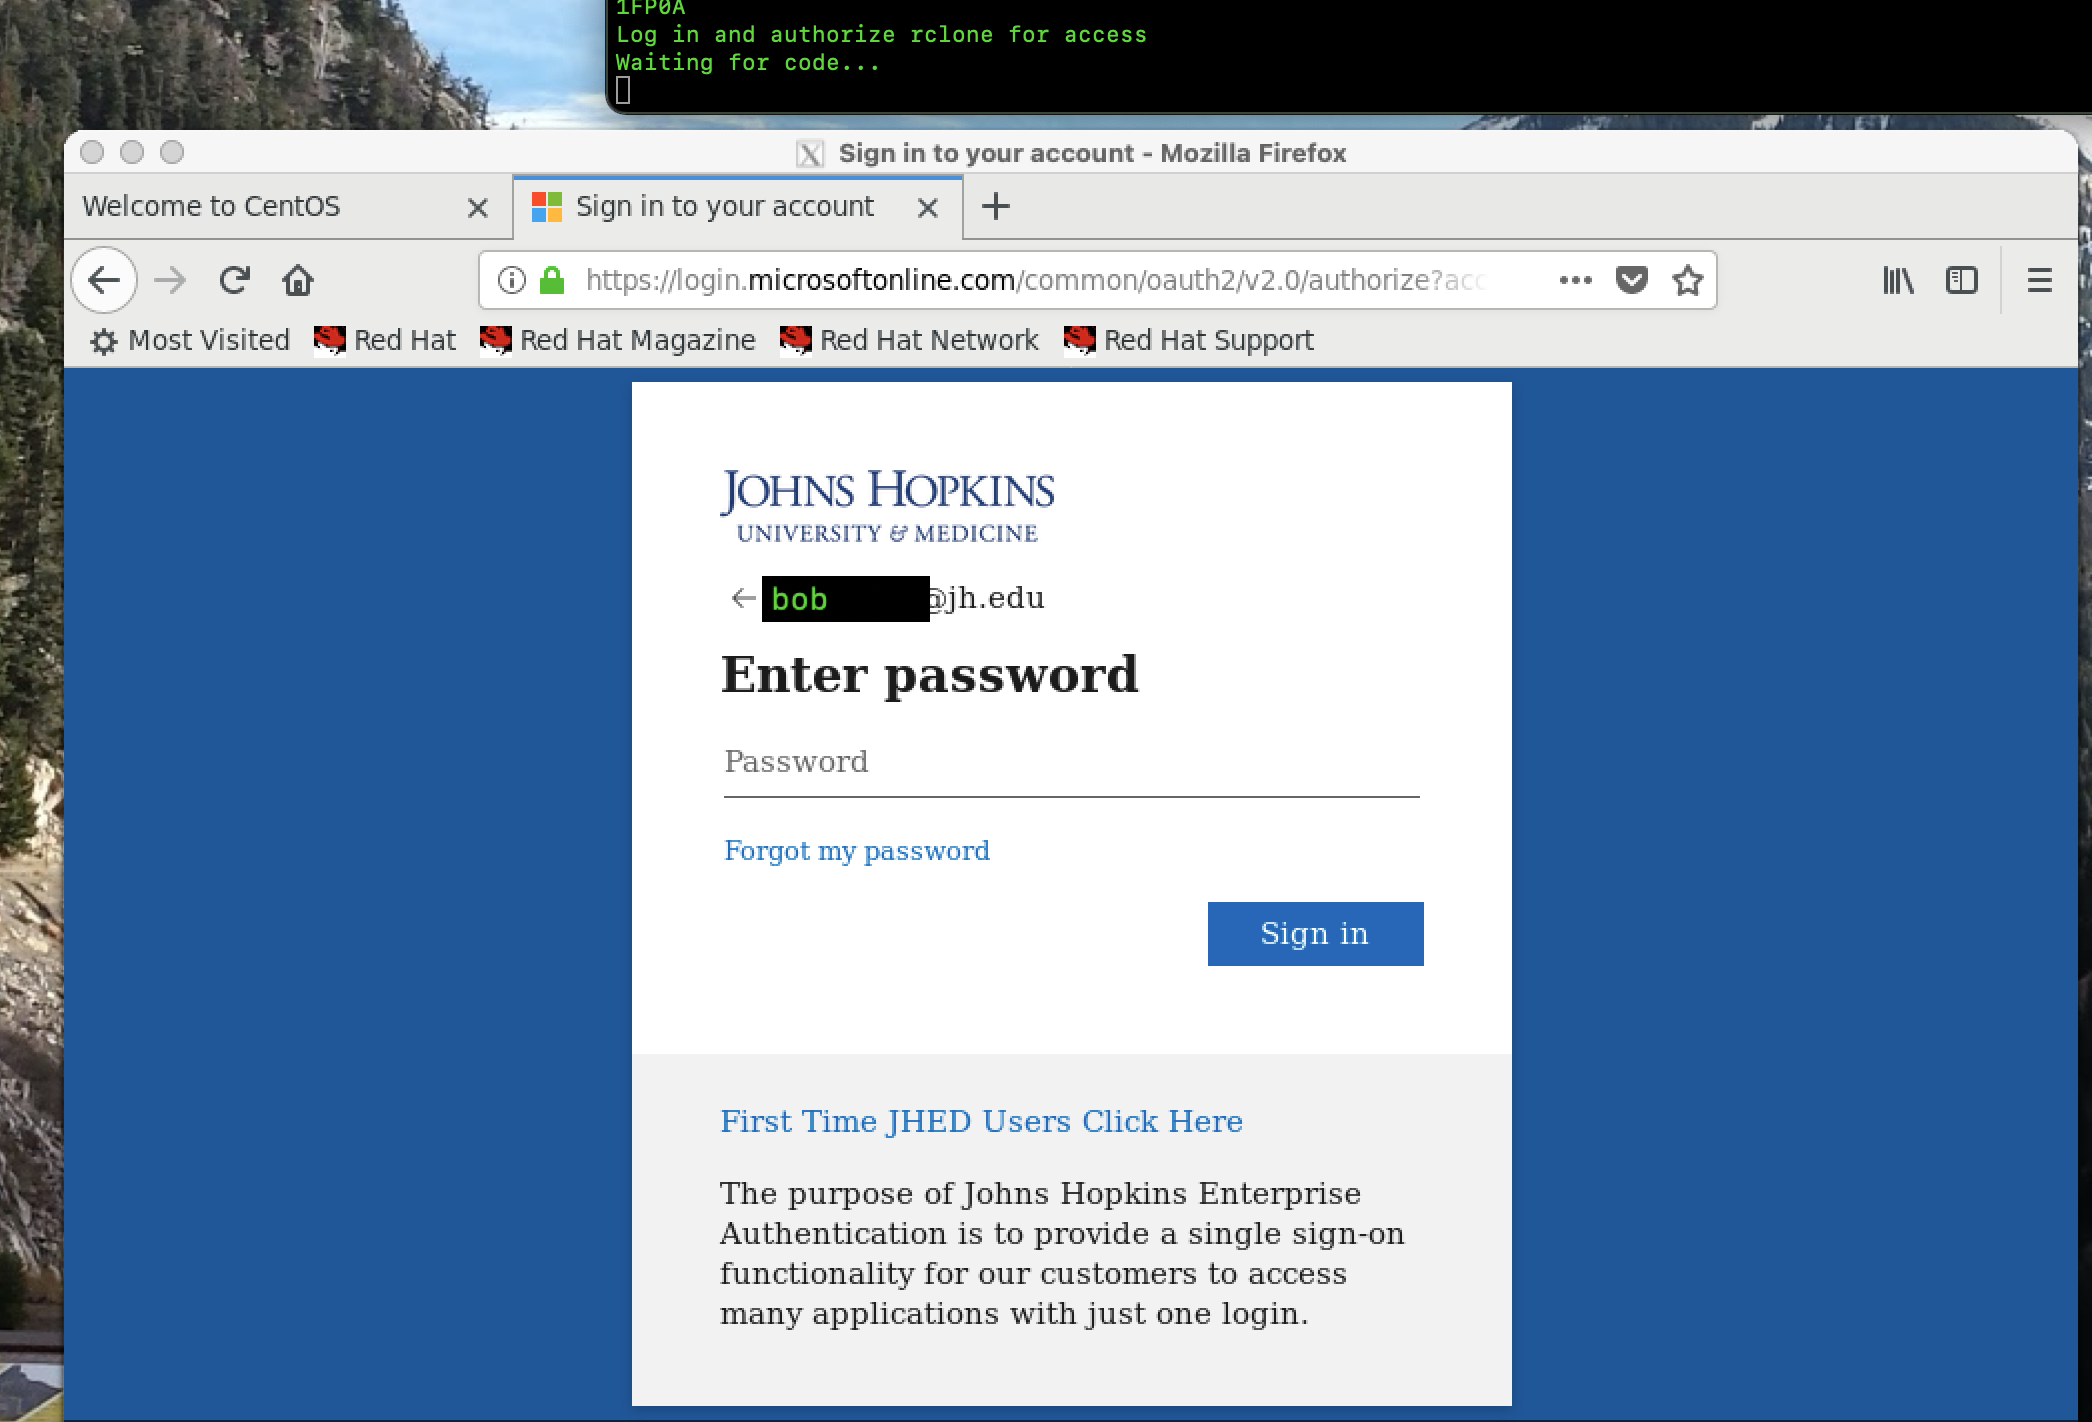 1FP0A
Log in and authorize rclone for access
Waiting for code...
Sign in to your account - Mozilla Firefox
Welcome to CentOS
Sign in to your account
https://login.microsoftonline.com/common/oauth2/v2.0/authorize?acc
Most Visited Red Hat Red Hat Magazine Red Hat Network Red Hat Support
JOHNS HOPKINS
UNIVERSITY & MEDICINE
bob @jh.edu
Enter password
Password
Forgot my password
Sign in
First Time JHED Users Click Here
The purpose of Johns Hopkins Enterprise
Authentication is to provide a single sign-on
functionality for our customers to access
many applications with just one login.